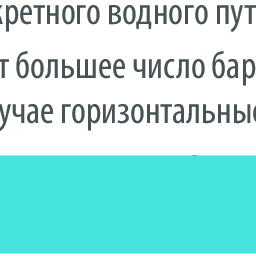 кретного водного пут
т большее число бар
учае горизонтальны